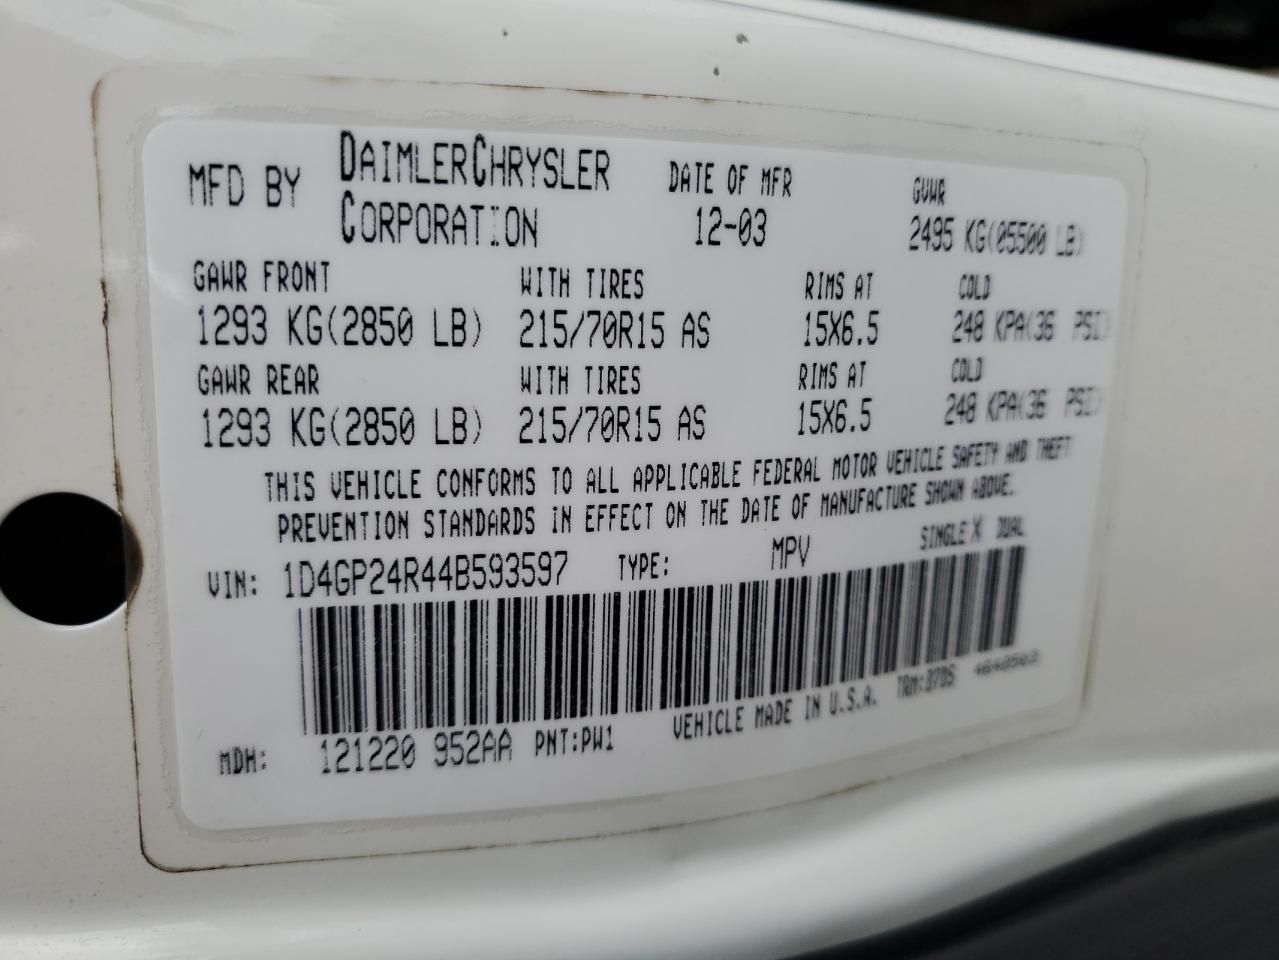 MFD BY DAIMLERCHRYSLER CORPORATION DATE OF MFR 12-03 GVWR 2495 KG(05500 LB)
GAWR FRONT WITH TIRES RIMS AT COLD
1293 KG(2850 LB) 215/70R15 AS 15X6.5 248 KPA(36 PSI)
GAWR REAR WITH TIRES RIMS AT COLD
1293 KG(2850 LB) 215/70R15 AS 15X6.5 248 KPA(36 PSI)
THIS VEHICLE CONFORMS TO ALL APPLICABLE FEDERAL MOTOR VEHICLE SAFETY AND THEFT
PREVENTION STANDARDS IN EFFECT ON THE DATE OF MANUFACTURE SHOWN ABOVE.
VIN: 1D4GP24R44B593597 TYPE: MPV SINGLE X DUAL
MDH: 121220 952AA PNT:PW1 VEHICLE MADE IN U.S.A. TRM: